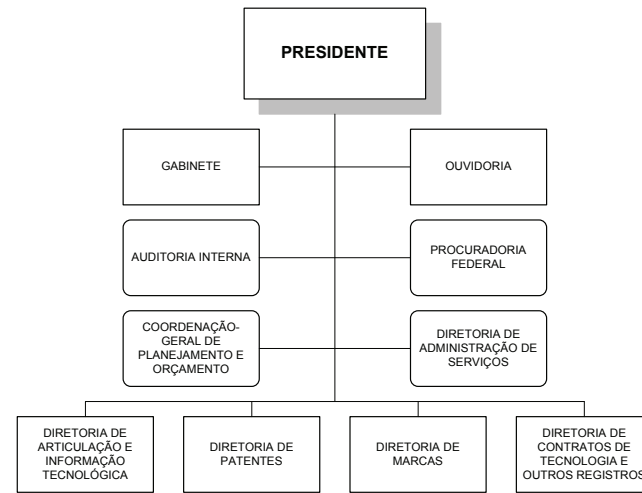 PRESIDENTE
GABINETE
OUVIDORIA
AUDITORIA INTERNA
PROCURADORIA
FEDERAL
COORDENAÇÃO-
GERAL DE
PLANEJAMENTO E
ORÇAMENTO
DIRETORIA DE
ADMINISTRAÇÃO DE
SERVIÇOS
DIRETORIA DE
ARTICULAÇÃO E
INFORMAÇÃO
TECNOLÓGICA
DIRETORIA DE
PATENTES
DIRETORIA DE
MARCAS
DIRETORIA DE
CONTRATOS DE
TECNOLOGIA E
OUTROS REGISTROS